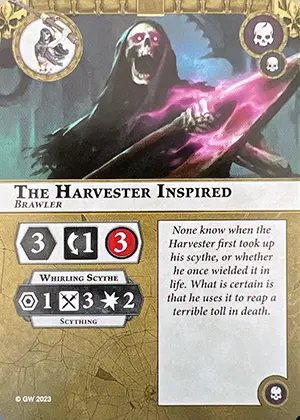 The Harvester Inspired
Brawler
3 1 3
Whirling Scythe
1 3 2
Scything
None know when the
Harvester first took up
his scythe, or whether
he once wielded it in
life. What is certain is
that he uses it to reap a
terrible toll in death.
© GW 2023